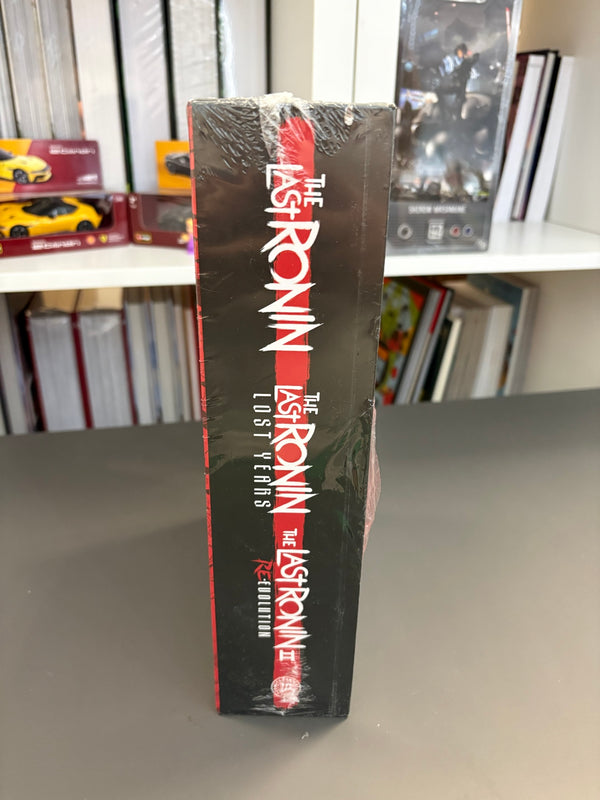 THE
LAST RONIN
THE
LAST RONIN
LOST YEARS
THE LAST RONIN II
RE-EVOLUTION